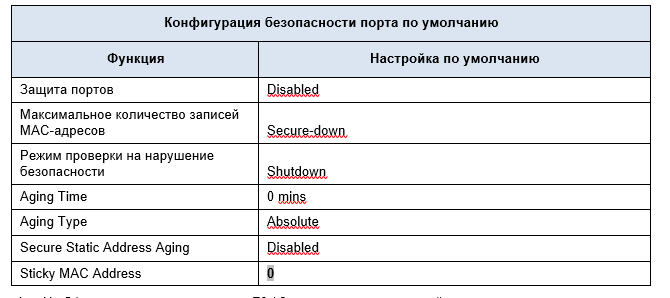 Конфигурация безопасности порта по умолчанию
Функция Настройка по умолчанию
Защита портов Disabled
Максимальное количество записей
MAC-адресов Secure-down
Режим проверки на нарушение
безопасности Shutdown
Aging Time 0 mins
Aging Type Absolute
Secure Static Address Aging Disabled
Sticky MAC Address 0